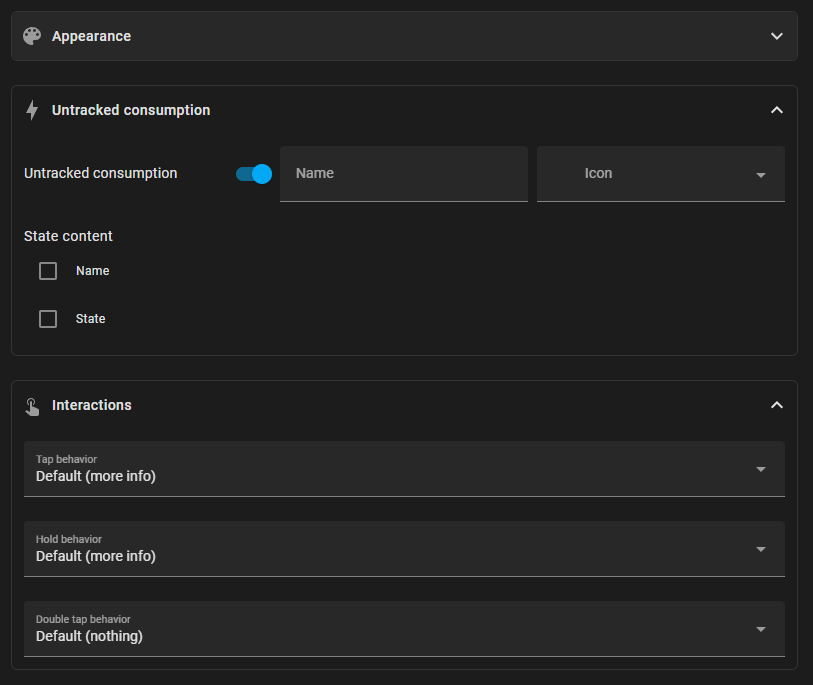 Appearance
Untracked consumption
Untracked consumption
Name
Icon
State content
Name
State
Interactions
Tap behavior
Default (more info)
Hold behavior
Default (more info)
Double tap behavior
Default (nothing)